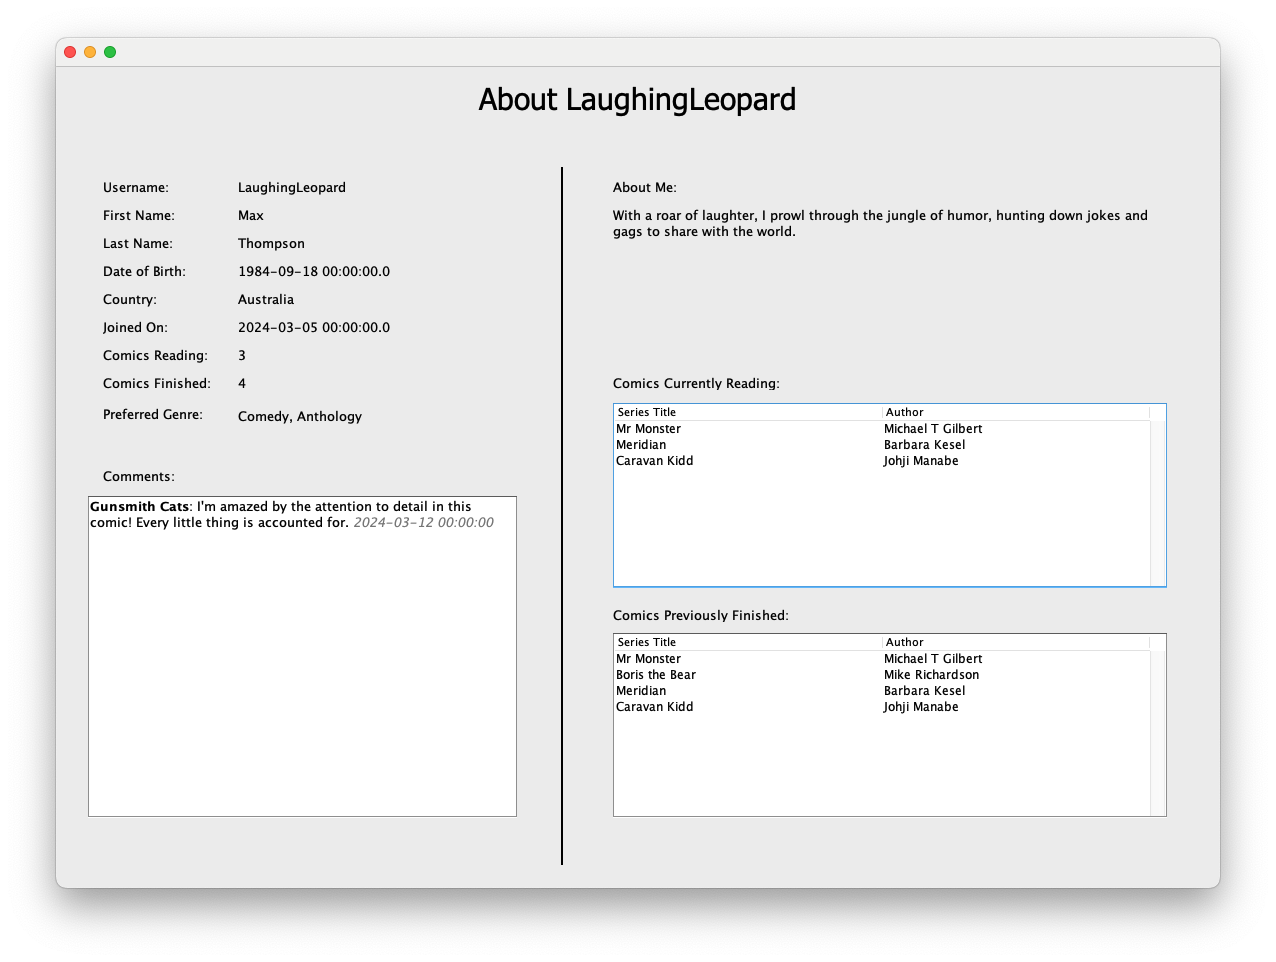 About LaughingLeopard
Username: LaughingLeopard
First Name: Max
Last Name: Thompson
Date of Birth: 1984-09-18 00:00:00.0
Country: Australia
Joined On: 2024-03-05 00:00:00.0
Comics Reading: 3
Comics Finished: 4
Preferred Genre: Comedy, Anthology
Comments:
Gunsmith Cats: I'm amazed by the attention to detail in this
comic! Every little thing is accounted for. 2024-03-12 00:00:00
About Me:
With a roar of laughter, I prowl through the jungle of humor, hunting down jokes and
gags to share with the world.
Comics Currently Reading:
Series Title Author
Mr Monster Michael T Gilbert
Meridian Barbara Kesel
Caravan Kidd Johji Manabe
Comics Previously Finished:
Series Title Author
Mr Monster Michael T Gilbert
Boris the Bear Mike Richardson
Meridian Barbara Kesel
Caravan Kidd Johji Manabe